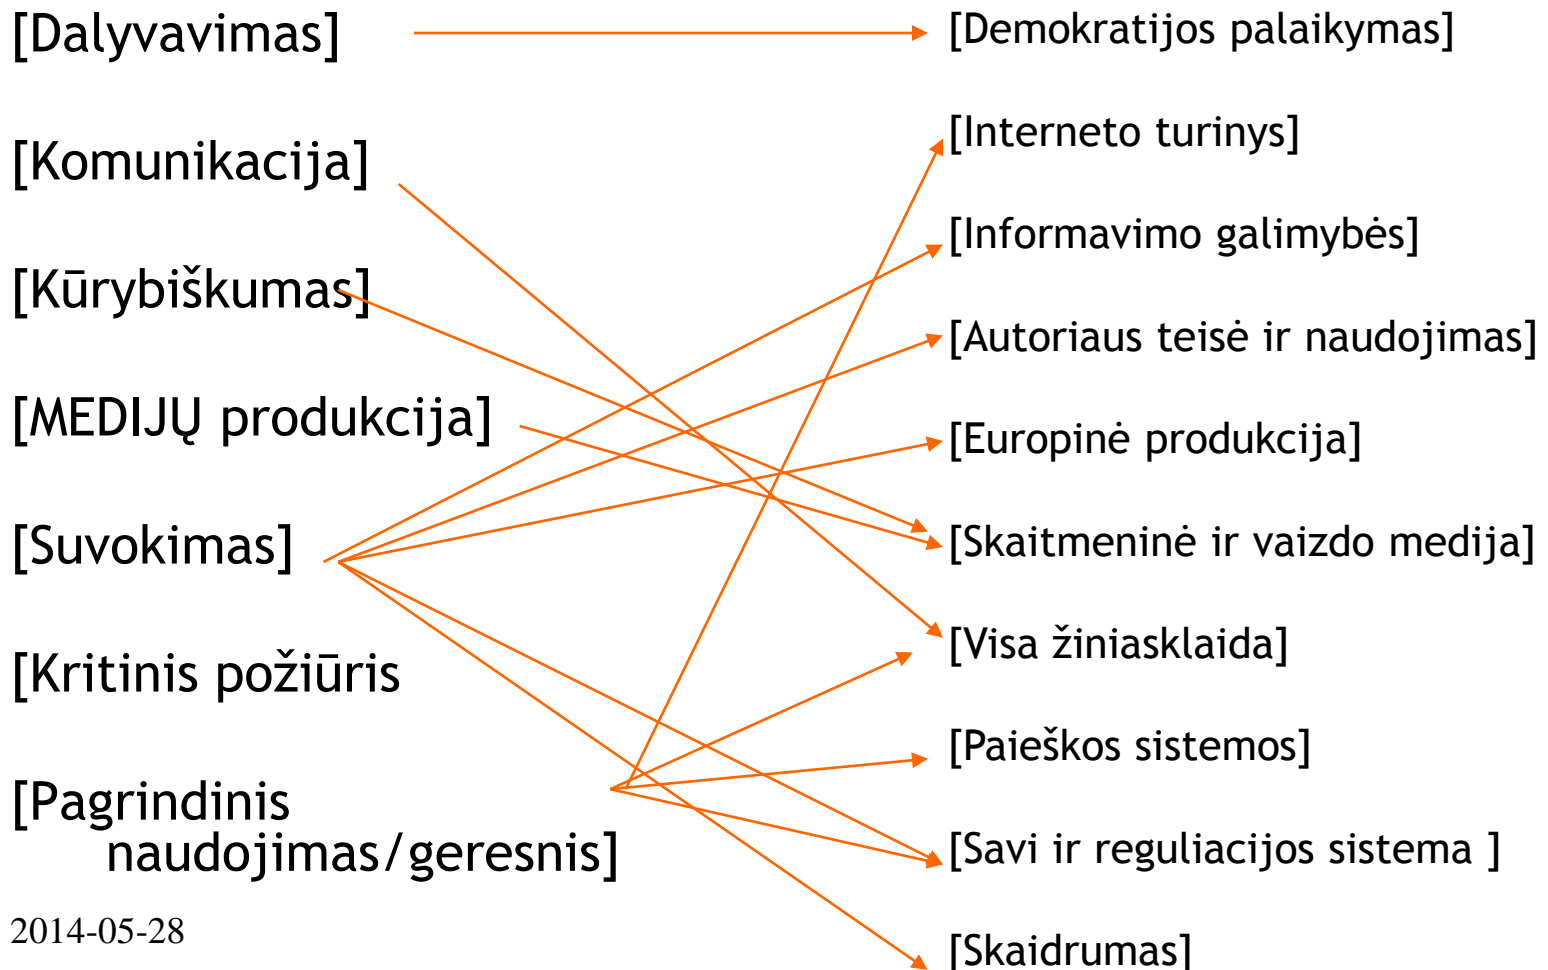 [Dalyvavimas]
[Komunikacija]
[Kūrybiškumas]
[MEDIJŲ produkcija]
[Suvokimas]
[Kritinis požiūris
[Pagrindinis
naudojimas/geresnis]
2014-05-28
[Demokratijos palaikymas]
[Interneto turinys]
[Informavimo galimybės]
[Autoriaus teisė ir naudojimas]
[Europinė produkcija]
[Skaitmeninė ir vaizdo medija]
[Visa žiniasklaida]
[Paieškos sistemos]
[Savi ir reguliacijos sistema ]
[Skaidrumas]